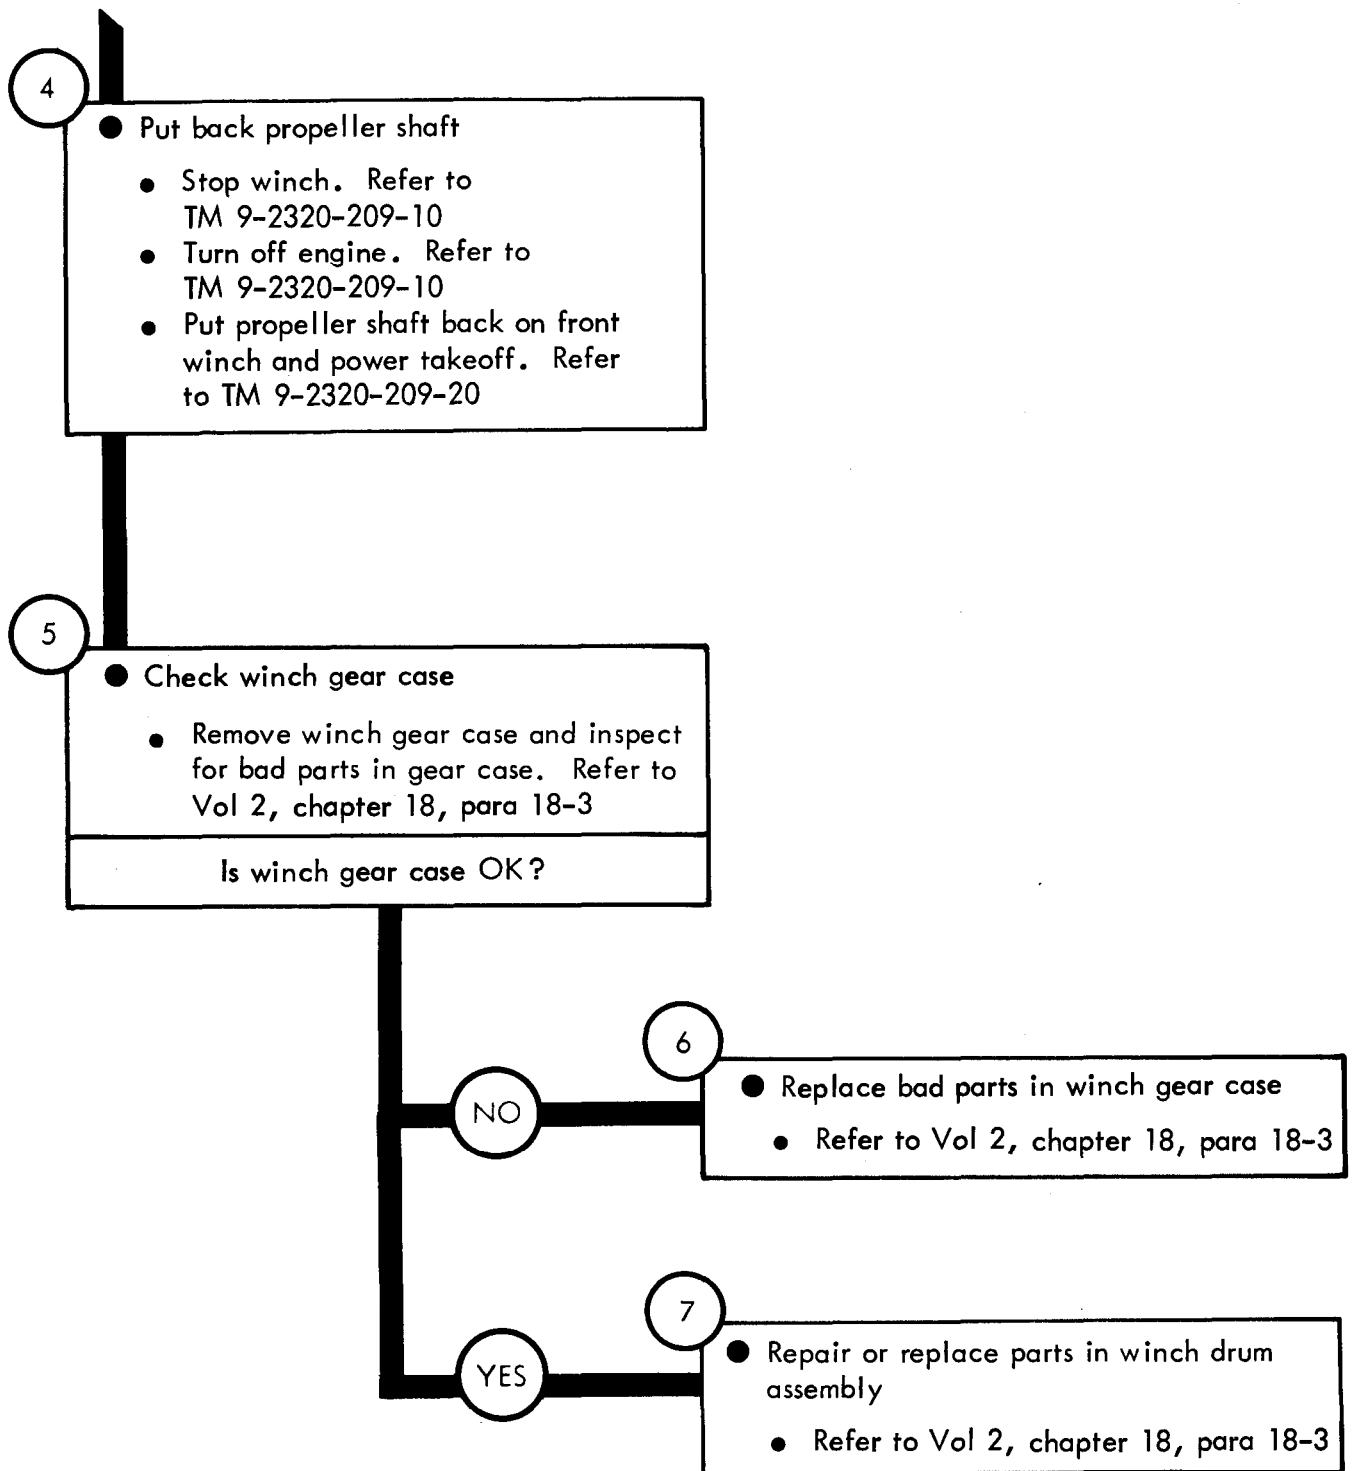 4
● Put back propeller shaft
● Stop winch. Refer to
TM 9-2320-209-10
● Turn off engine. Refer to
TM 9-2320-209-10
● Put propeller shaft back on front
winch and power takeoff. Refer
to TM 9-2320-209-20
5
● Check winch gear case
● Remove winch gear case and inspect
for bad parts in gear case. Refer to
Vol 2, chapter 18, para 18-3
Is winch gear case OK?
6
● Replace bad parts in winch gear case
● Refer to Vol 2, chapter 18, para 18-3
NO
7
● Repair or replace parts in winch drum
assembly
● Refer to Vol 2, chapter 18, para 18-3
YES